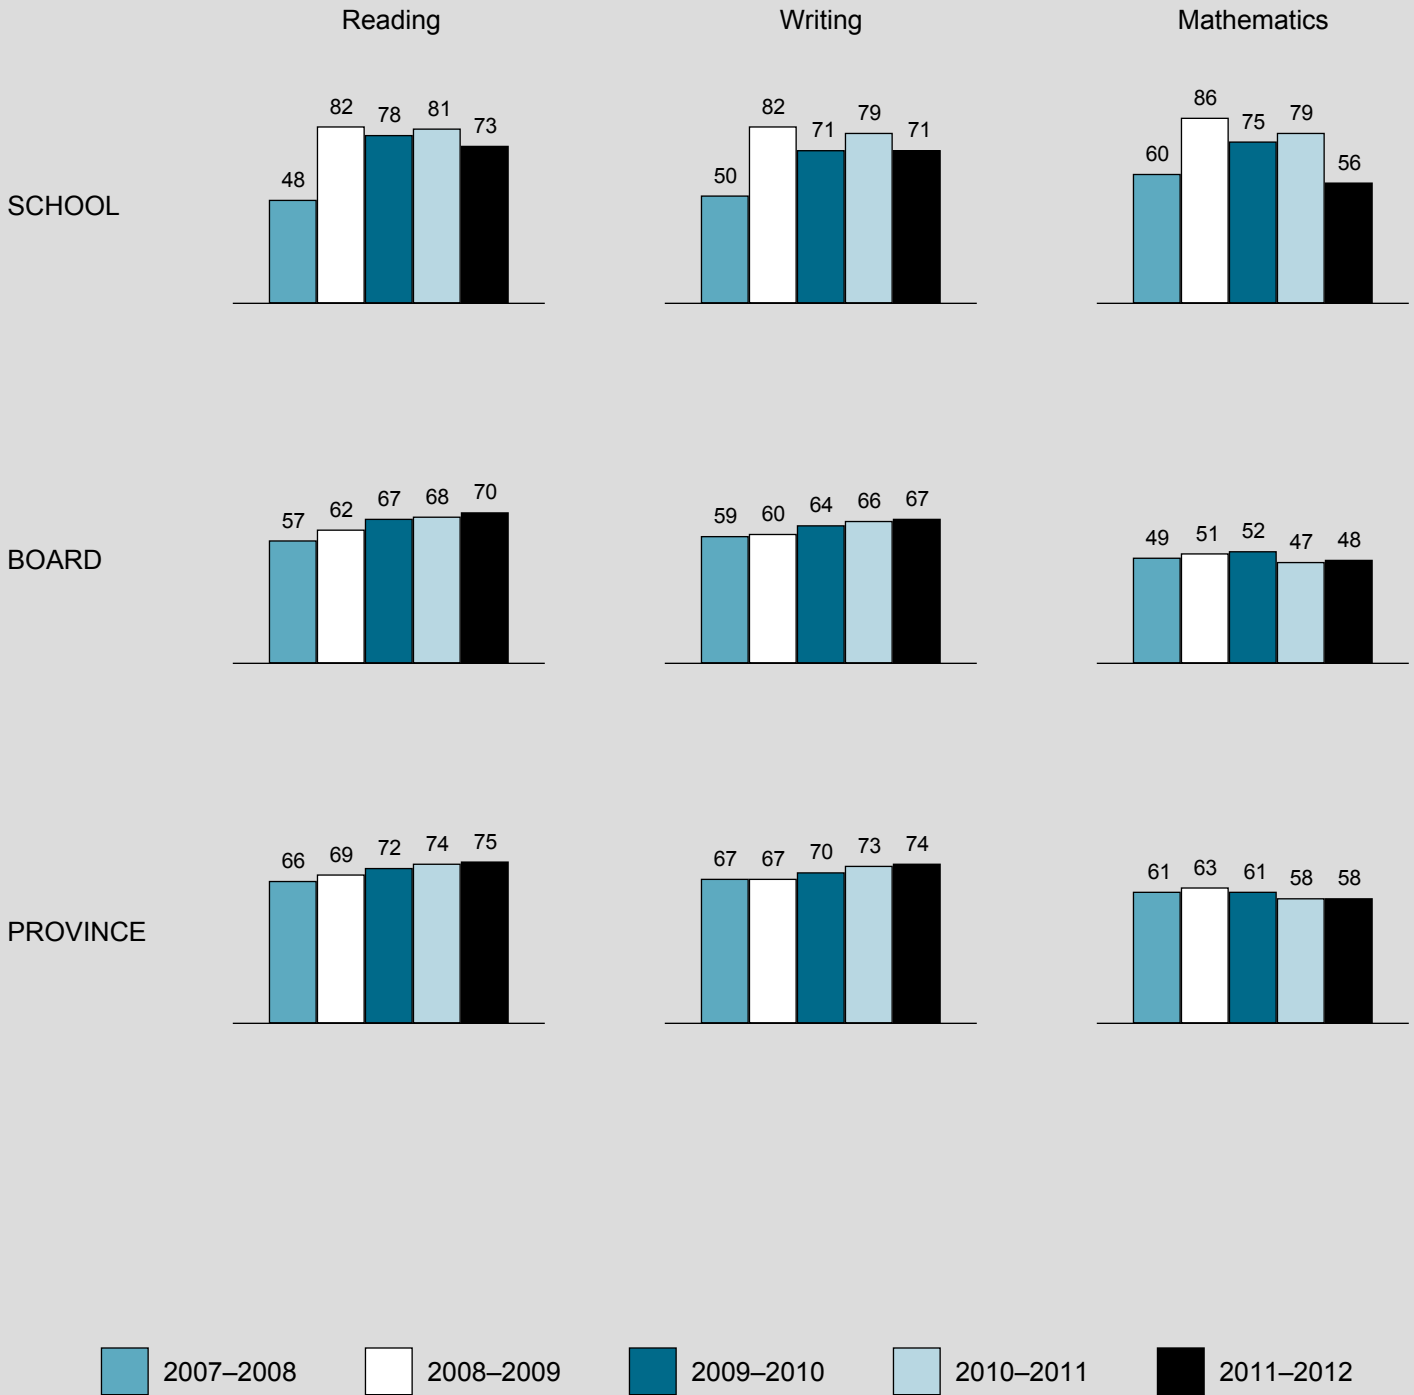 Reading Writing Mathematics
SCHOOL
48 82 78 81 73
50 82 71 79 71
60 86 75 79 56
BOARD
57 62 67 68 70
59 60 64 66 67
49 51 52 47 48
PROVINCE
66 69 72 74 75
67 67 70 73 74
61 63 61 58 58
2007–2008 2008–2009 2009–2010 2010–2011 2011–2012